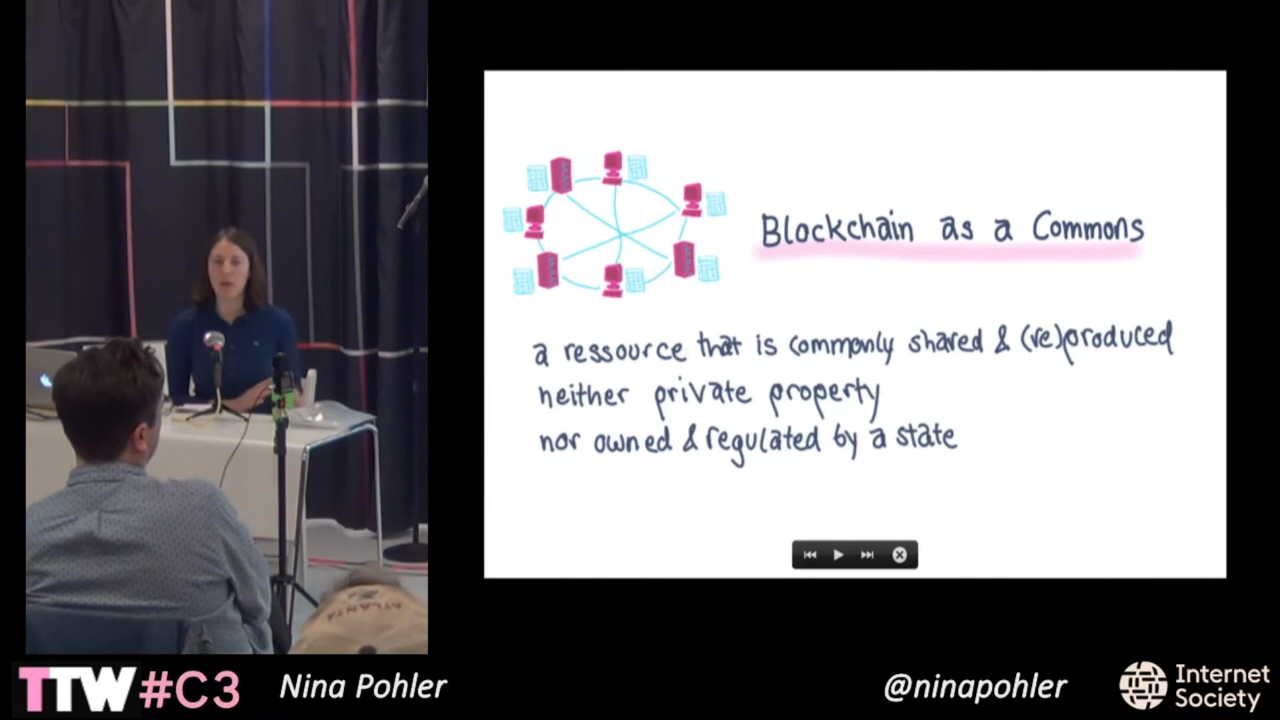 Blockchain as a Commons
a ressource that is commonly shared & (re)produced
neither private property
nor owned & regulated by a state
ATLANTA
TTW#C3
Nina Pohler
@ninapohler
Internet
Society